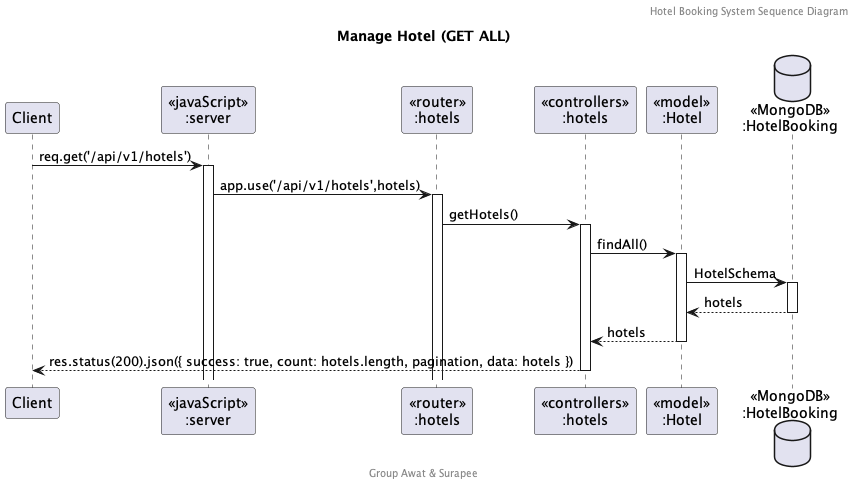 Hotel Booking System Sequence Diagram
Manage Hotel (GET ALL)
Client
«javaScript»
:server
«router»
:hotels
«controllers»
:hotels
«model»
:Hotel
«MongoDB»
:HotelBooking
req.get('/api/v1/hotels')
app.use('/api/v1/hotels',hotels)
getHotels()
findAll()
HotelSchema
hotels
hotels
res.status(200).json({ success: true, count: hotels.length, pagination, data: hotels })
Client
«javaScript»
:server
«router»
:hotels
«controllers»
:hotels
«model»
:Hotel
«MongoDB»
:HotelBooking
Group Awat & Surapee